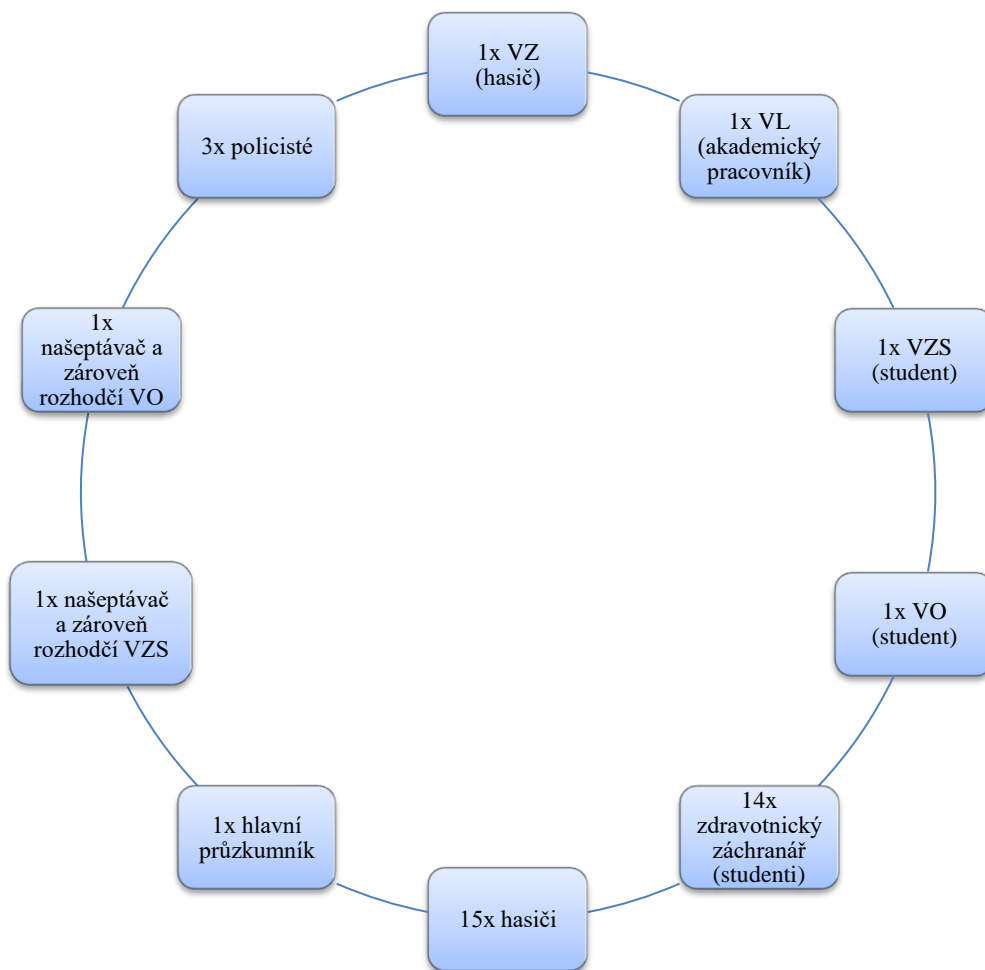 1x VZ
(hasič)
1x VL
(akademický
pracovník)
1x VZS
(student)
1x VO
(student)
14x
zdravotnický
záchranář
(studenti)
15x hasiči
1x hlavní
průzkumník
1x našeptávač
a zároveň
rozhodčí VZS
1x
našeptávač a
zároveň
rozhodčí VO
3x policisté